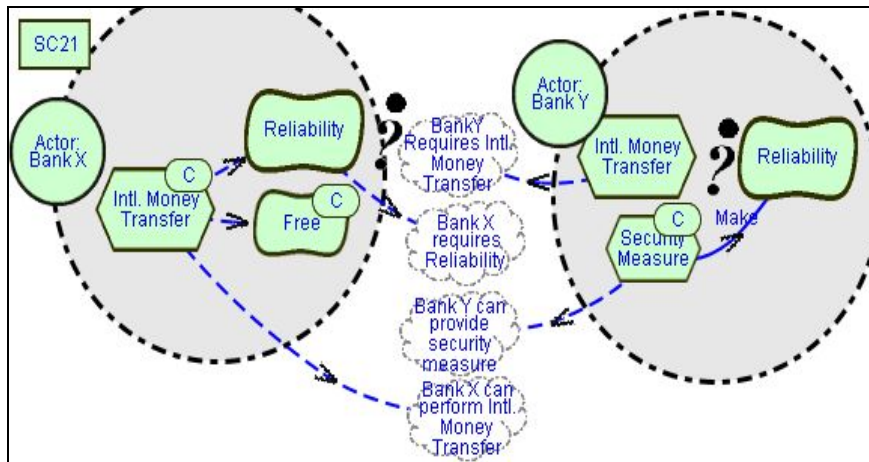 SC21
Actor:
Bank X
Reliability
C
Intl. Money
Transfer
C
Free
?
BankY
Requires Intl.
Money
Transfer
Bank X
requires
Reliability
Bank Y can
provide
security
measure
Bank X can
perform Intl.
Money
Transfer
Actor:
Bank Y
Intl. Money
Transfer
?
Reliability
C
Make
Security
Measure